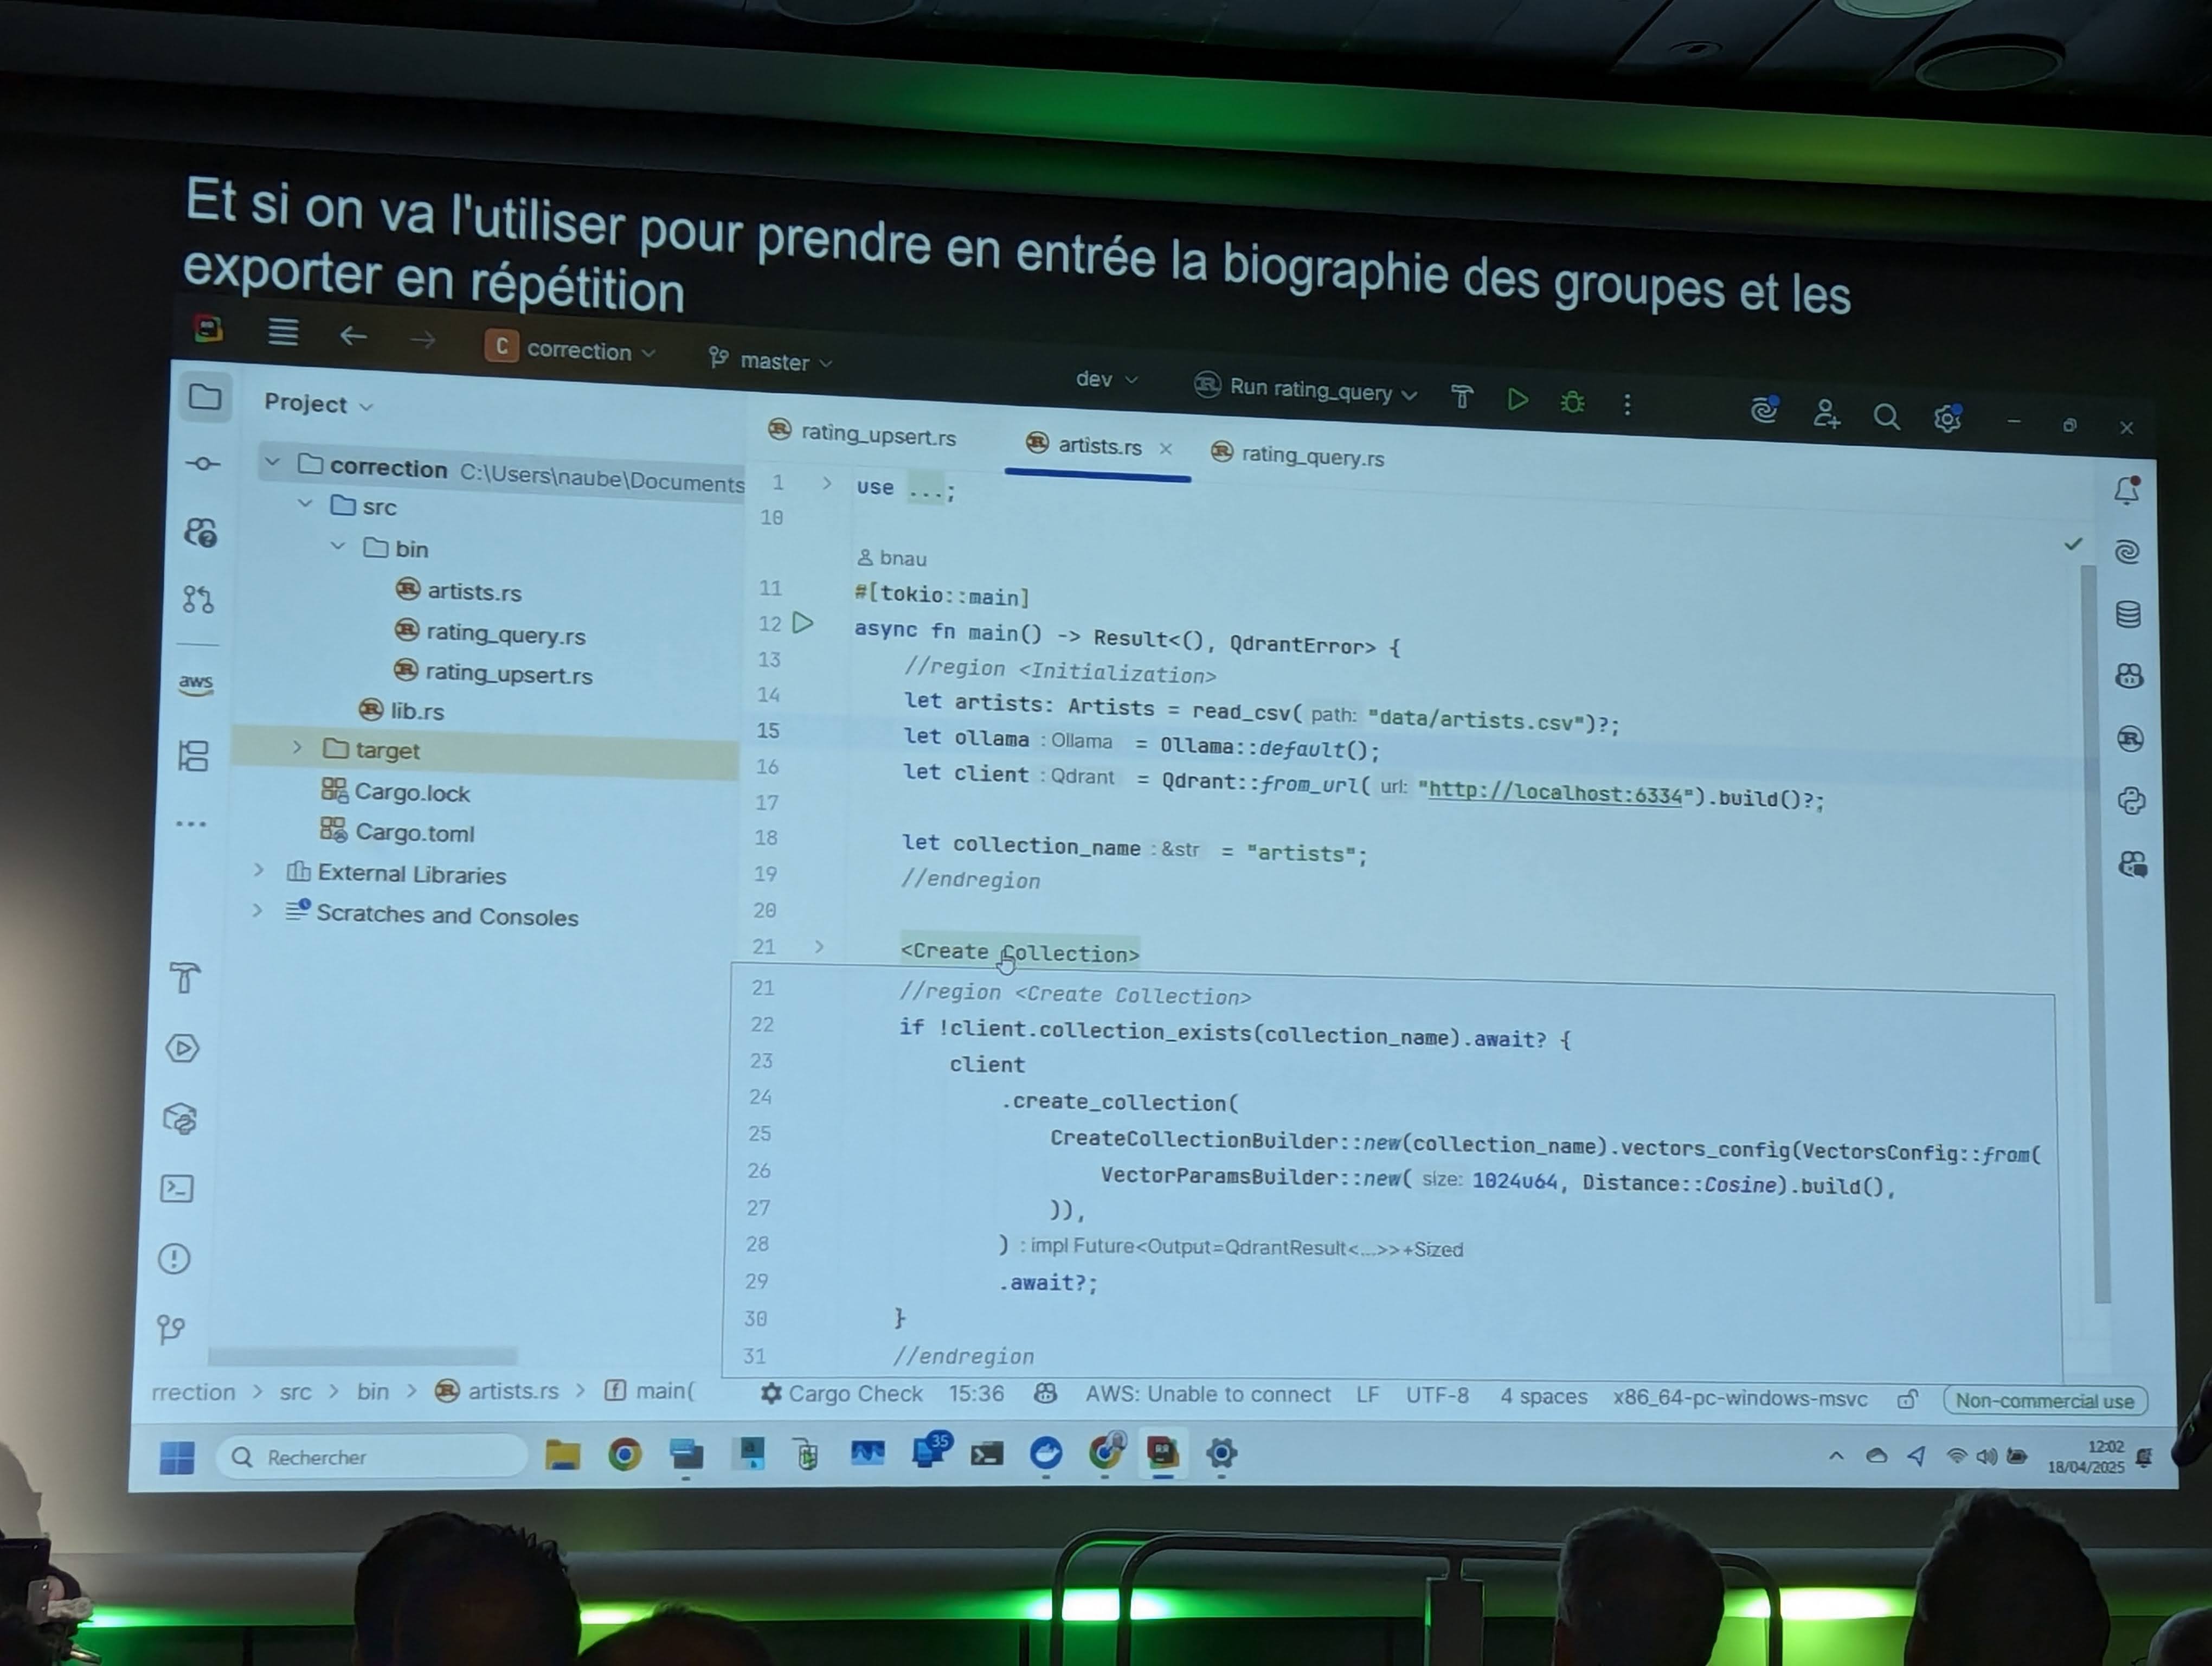 Et si on va l'utiliser pour prendre en entrée la biographie des groupes et les
exporter en répétition
C correction master dev Run rating_query
Project
rating_upsert.rs artists.rs rating_query.rs
correction C:\Users\naube\Documents
src
bin
artists.rs
rating_query.rs
rating_upsert.rs
lib.rs
target
Cargo.lock
Cargo.toml
External Libraries
Scratches and Consoles
aws
1 use ...;
10
bnau
11 #[tokio::main]
12 async fn main() -> Result<(), QdrantError> {
13 //region <Initialization>
14 let artists: Artists = read_csv( path: "data/artists.csv")?;
15 let ollama : Ollama = Ollama::default();
16 let client : Qdrant = Qdrant::from_url( url: "http://localhost:6334").build()?;
17
18 let collection_name : &str = "artists";
19 //endregion
20
21 <Create Collection>
21 //region <Create Collection>
22 if !client.collection_exists(collection_name).await? {
23 client
24 .create_collection(
25 CreateCollectionBuilder::new(collection_name).vectors_config(VectorsConfig::from(
26 VectorParamsBuilder::new( size: 1024u64, Distance::Cosine).build(),
27 )),
28 ) : impl Future<Output=QdrantResult<...>>+Sized
29 .await?;
30 }
31 //endregion
rrection > src > bin > artists.rs > main( Cargo Check 15:36 AWS: Unable to connect LF UTF-8 4 spaces x86_64-pc-windows-msvc Non-commercial use
Rechercher 35 12:02
18/04/2025